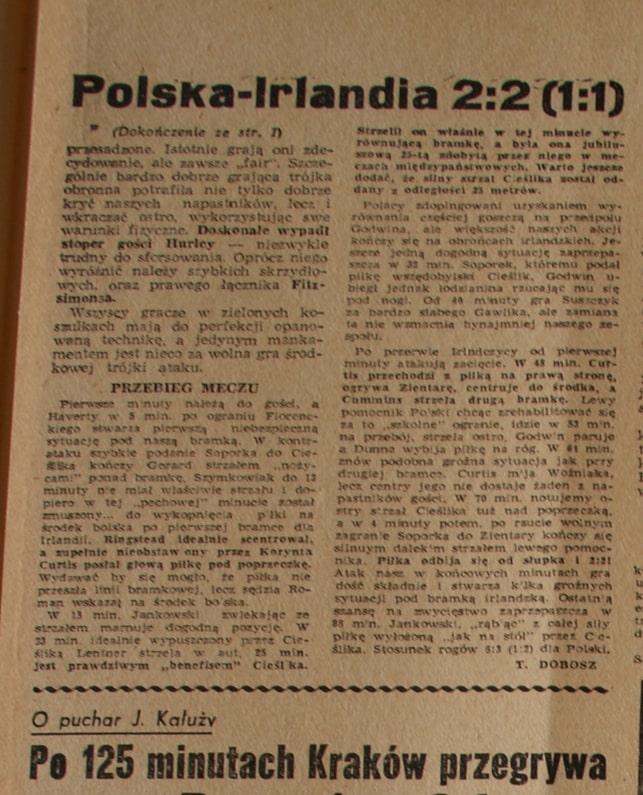 Polska-Irlandia 2:2 (1:1)
(Dokończenie ze str. 1)
przesadzone. Istotnie grają oni zde-
cydowanie, ale zawsze „fair". Szcze-
gólnie bardzo dobrze grająca trójka
obronna potrafiła nie tylko dobrze
kryć naszych napastników, lecz i
wkraczać ostro, wykorzystując swe
warunki fizyczne. Doskonale wypadł
stoper gości Hurley — niezwykle
trudny do sforsowania. Oprócz niego
wyróżnić należy szybkich skrzydło-
wych, oraz prawego łącznika Fitz-
simonsa.
Wszyscy gracze w zielonych ko-
szulkach mają do perfekcji opano-
waną technikę, a jedynym manka-
mentem jest nieco za wolna gra środ-
kowej trójki ataku.
PRZEBIEG MECZU
Pierwsze minuty należą do gości, a
Haverty w 5 min. po ograniu Florenc-
kiego stwarza pierwszą niebezpieczną
sytuację pod naszą bramką. W kontr-
ataku szybkie podanie Soporka do Cie-
ślika kończy Gerard strzałem „noży-
cami" ponad bramkę. Szymkowiak do 13
minuty nie miał właściwie strzału i do-
piero w tej „pechowej" minucie został
zmuszony... do wykopnięcia piłki na
środek boiska po pierwszej bramce dla
Irlandii. Ringstead idealnie scentrował,
a zupełnie nieobstawiony przez Korynta
Curtis posłał głową piłkę pod poprzeczkę.
Wydawać by się mogło, że piłka nie
przeszła linii bramkowej, lecz sędzia Ro-
man wskazał na środek boiska.
W 15 min. Jankowski zwlekając ze
strzałem marnuje dogodną pozycję. W
23 min. idealnie wypuszczony przez Cie-
ślika Lentner strzela w aut. 25 min.
jest prawdziwym „benefisem" Cieślika.
Strzelił on właśnie w tej minucie wy-
równującą bramkę, a była ona jubileu-
szową 25-tą zdobytą przez niego w me-
czach międzypaństwowych. Warto jeszcze
dodać, że silny strzał Cieślika został od-
dany z odległości 25 metrów.
Polacy zdopingowani uzyskaniem wy-
równania częściej goszczą na przedpolu
Godwina, ale większość naszych akcji
kończy się na obrońcach irlandzkich. Je-
szcze jedną dogodną sytuację zaprzepa-
szcza w 32 min. Soporek, któremu podał
piłkę wszędobylski Cieślik. Godwin u-
biegł jednak łodzianina rzucając mu się
pod nogi. Od 40 minuty gra Suszczyk
za bardzo słabego Gawlika, ale zamiana
ta nie wzmacnia bynajmniej naszego ze-
społu.
Po przerwie Irlandczycy od pierwszej
minuty atakują zacięcie. W 48 min. Cur-
tis przechodzi z piłką na prawą stronę,
ogrywa Zientarę, centruje do środka, a
Cummins strzela drugą bramkę. Lewy
pomocnik Polski chcąc zrehabilitować się
za to „szkolne" ogranie, idzie w 53 min.
na przebój, strzela ostro, Godwin paruje
a Dunne wybija piłkę na róg. W 61 min.
znów podobna groźna sytuacja jak przy
drugiej bramce. Curtis mija Woźniaka,
lecz centry jego nie dostaje żaden z na-
pastników gości. W 70 min. notujemy o-
stry strzał Cieślika tuż nad poprzeczką,
a w 4 minuty potem, po rzucie wolnym
zagranie Soporka do Zientary kończy się
silnym dalekim strzałem lewego pomoc-
nika. Piłka odbija się od słupka i 2:2!
Atak nasz w końcowych minutach gra
dość składnie i stwarza kilka groźnych
sytuacji pod bramką irlandzką. Ostatnią
szansę na zwycięstwo zaprzepaszcza w
88 min. Jankowski, „rąbiąc" z całej siły
piłkę wyłożoną „jak na stół" przez Cie-
ślika. Stosunek rogów 6:3 (1:2) dla Polski.
T. DOBOSZ
O puchar J. Kałuży
Po 125 minutach Kraków przegrywa